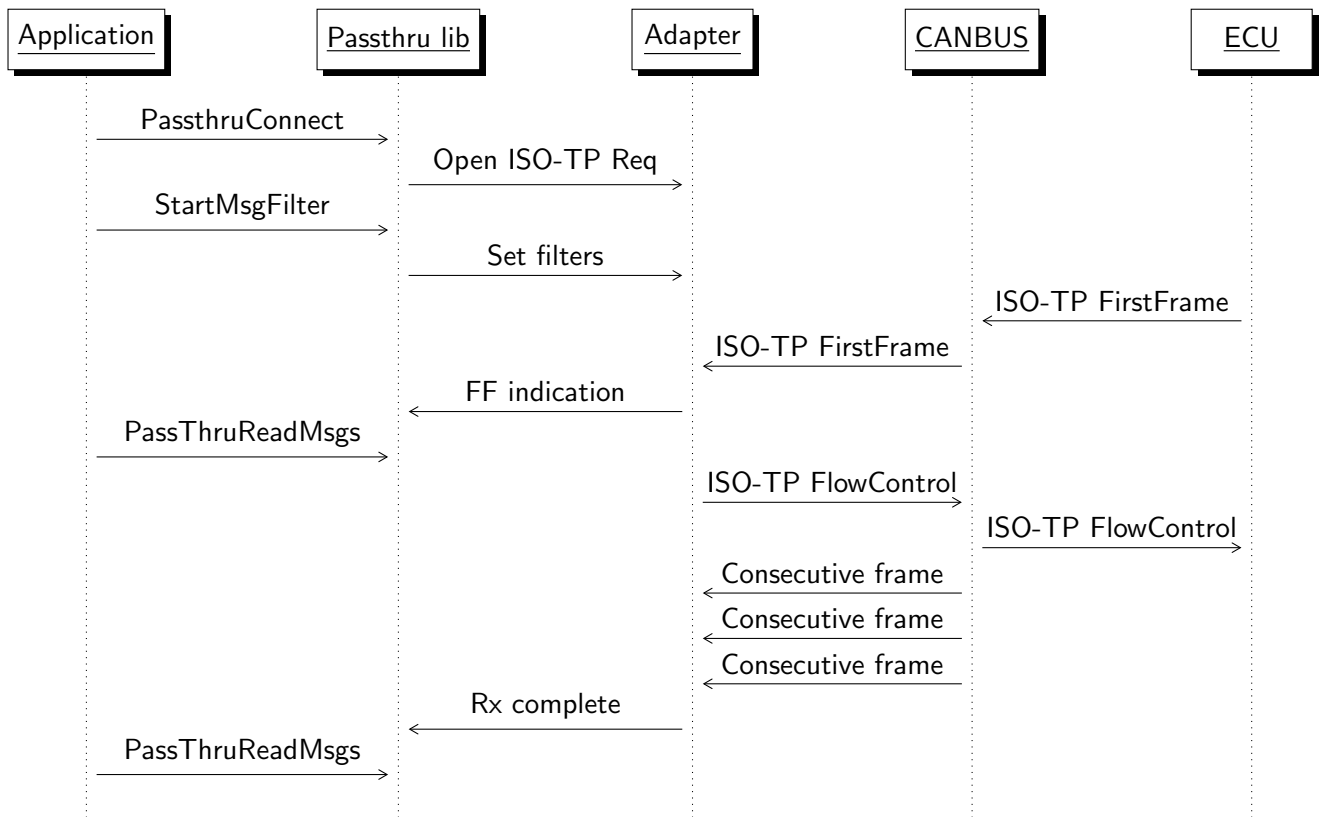 Application
Passthru lib
Adapter
CANBUS
ECU
PassthruConnect
Open ISO-TP Req
StartMsgFilter
Set filters
ISO-TP FirstFrame
ISO-TP FirstFrame
FF indication
PassThruReadMsgs
ISO-TP FlowControl
ISO-TP FlowControl
Consecutive frame
Consecutive frame
Consecutive frame
Rx complete
PassThruReadMsgs